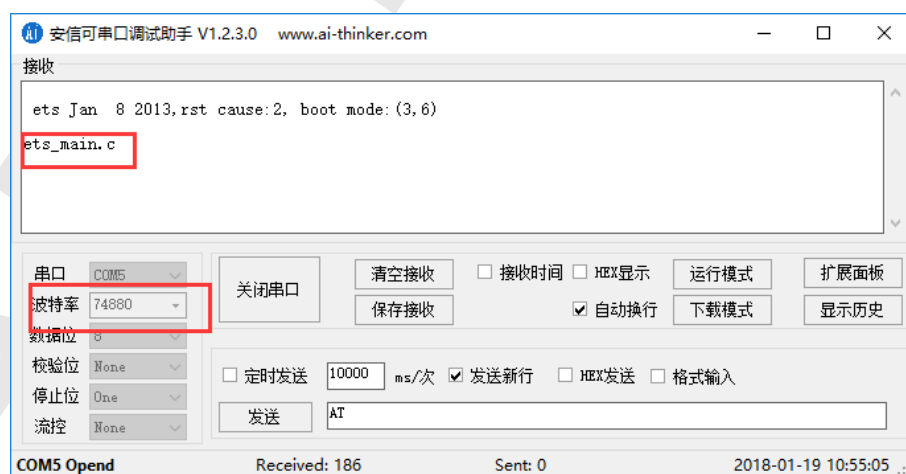 安信可串口调试助手 V1.2.3.0 www.ai-thinker.com
接收
ets Jan 8 2013,rst cause:2, boot mode:(3,6)
ets_main.c
串口 COM5
波特率 74880
数据位 8
校验位 None
停止位 One
流控 None
关闭串口
清空接收 接收时间 HEX显示 运行模式 扩展面板
保存接收 自动换行 下载模式 显示历史
定时发送 10000 ms/次 发送新行 HEX发送 格式输入
发送 AT
COM5 Opend Received: 186 Sent: 0 2018-01-19 10:55:05